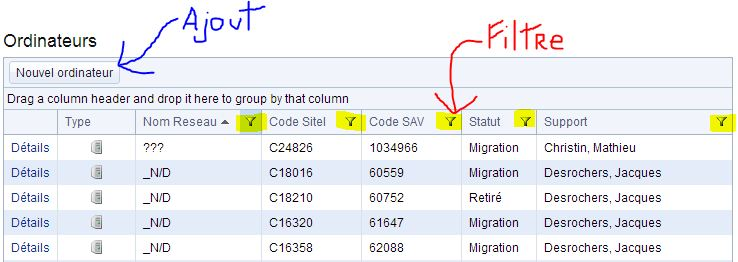 Ajout
Filtre
Ordinateurs
Nouvel ordinateur
Drag a column header and drop it here to group by that column
Type Nom Reseau Code Sitel Code SAV Statut Support
Détails ??? C24826 1034966 Migration Christin, Mathieu
Détails _N/D C18016 60559 Migration Desrochers, Jacques
Détails _N/D C18210 60752 Retiré Desrochers, Jacques
Détails _N/D C16320 61647 Migration Desrochers, Jacques
Détails _N/D C16358 62088 Migration Desrochers, Jacques